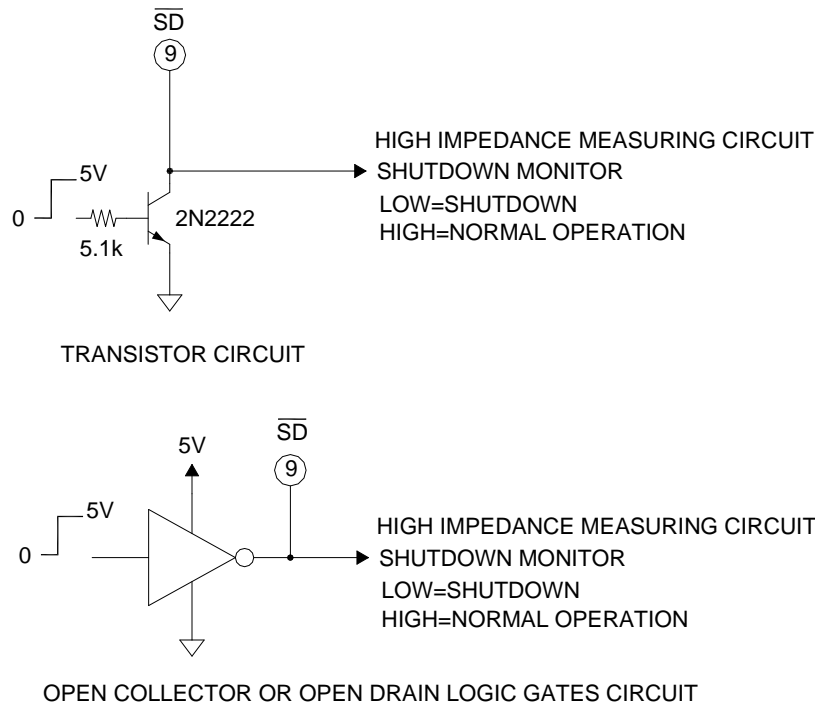 SD
9
HIGH IMPEDANCE MEASURING CIRCUIT
5V
SHUTDOWN MONITOR
LOW=SHUTDOWN
0
2N2222
HIGH=NORMAL OPERATION
5.1k
TRANSISTOR CIRCUIT
SD
5V
9
5V
HIGH IMPEDANCE MEASURING CIRCUIT
0
SHUTDOWN MONITOR
LOW=SHUTDOWN
HIGH=NORMAL OPERATION
OPEN COLLECTOR OR OPEN DRAIN LOGIC GATES CIRCUIT